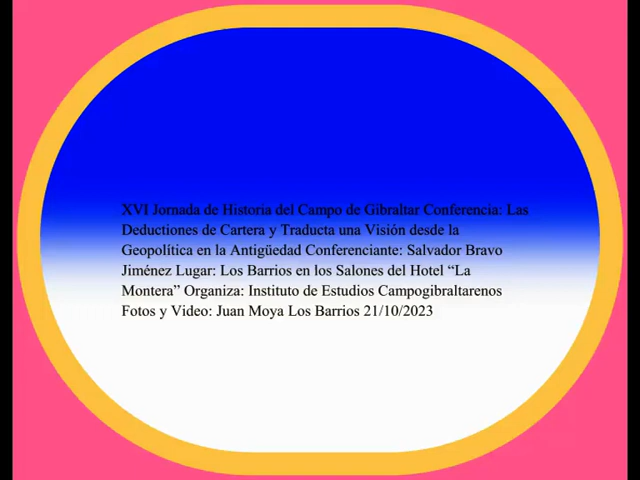 XVI Jornada de Historia del Campo de Gibraltar Conferencia: Las
Deductiones de Cartera y Traducta una Visión desde la
Geopolítica en la Antigüedad Conferenciante: Salvador Bravo
Jiménez Lugar: Los Barrios en los Salones del Hotel “La
Montera” Organiza: Instituto de Estudios Campogibraltarenos
Fotos y Video: Juan Moya Los Barrios 21/10/2023